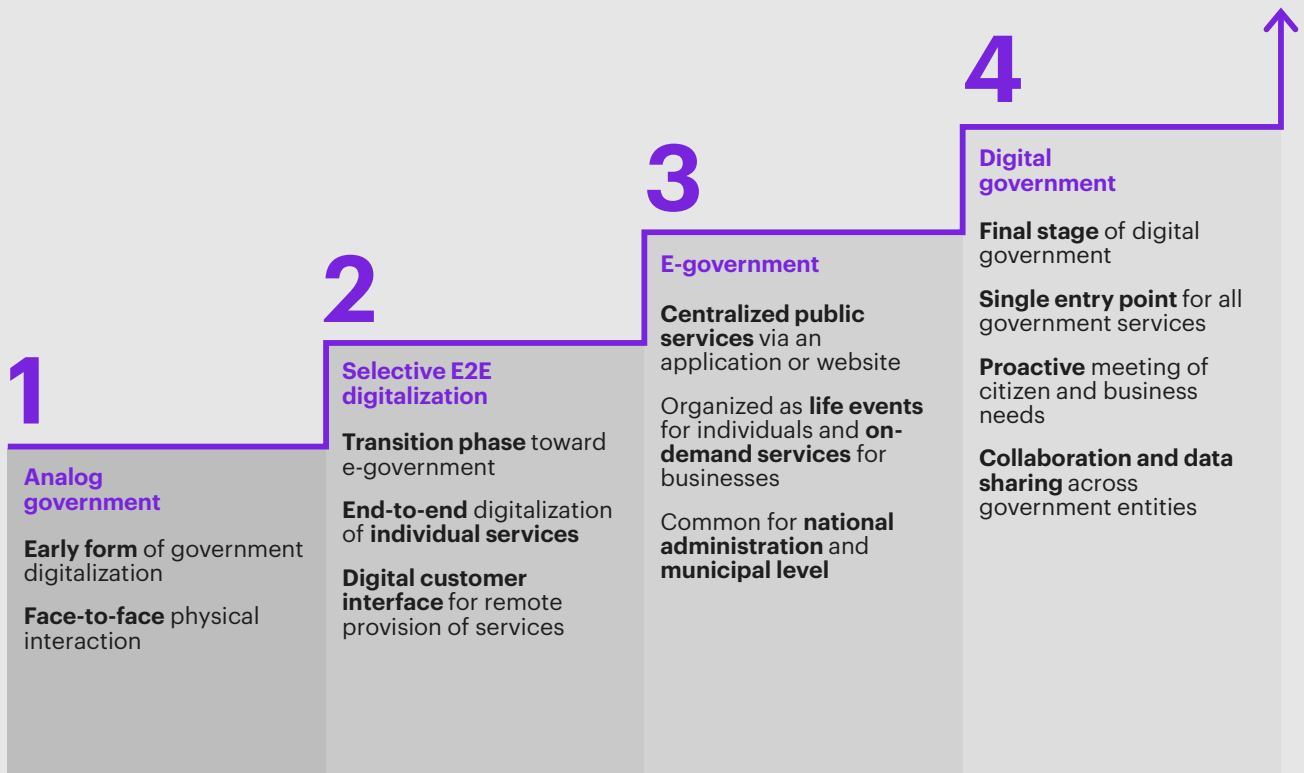 1
Analog
government
Early form of government
digitalization
Face-to-face physical
interaction
2
Selective E2E
digitalization
Transition phase toward
e-government
End-to-end digitalization
of individual services
Digital customer
interface for remote
provision of services
3
E-government
Centralized public
services via an
application or website
Organized as life events
for individuals and on-
demand services for
businesses
Common for national
administration and
municipal level
4
Digital
government
Final stage of digital
government
Single entry point for all
government services
Proactive meeting of
citizen and business
needs
Collaboration and data
sharing across
government entities